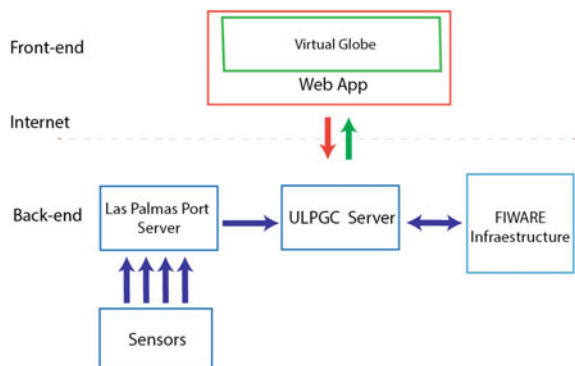 Front-end
Virtual Globe
Web App
Internet
Back-end
Las Palmas Port
Server
ULPGC Server
FIWARE
Infraestructure
Sensors